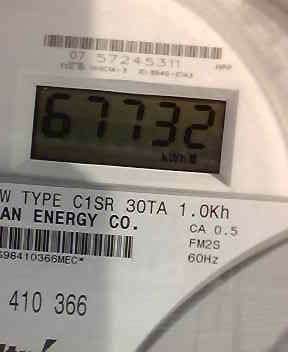 07 57245311
67732
kWh
W TYPE C1SR 30TA 1.0Kh
AN ENERGY CO.
CA 0.5
FM2S
60Hz
98410366MEC*
410 366